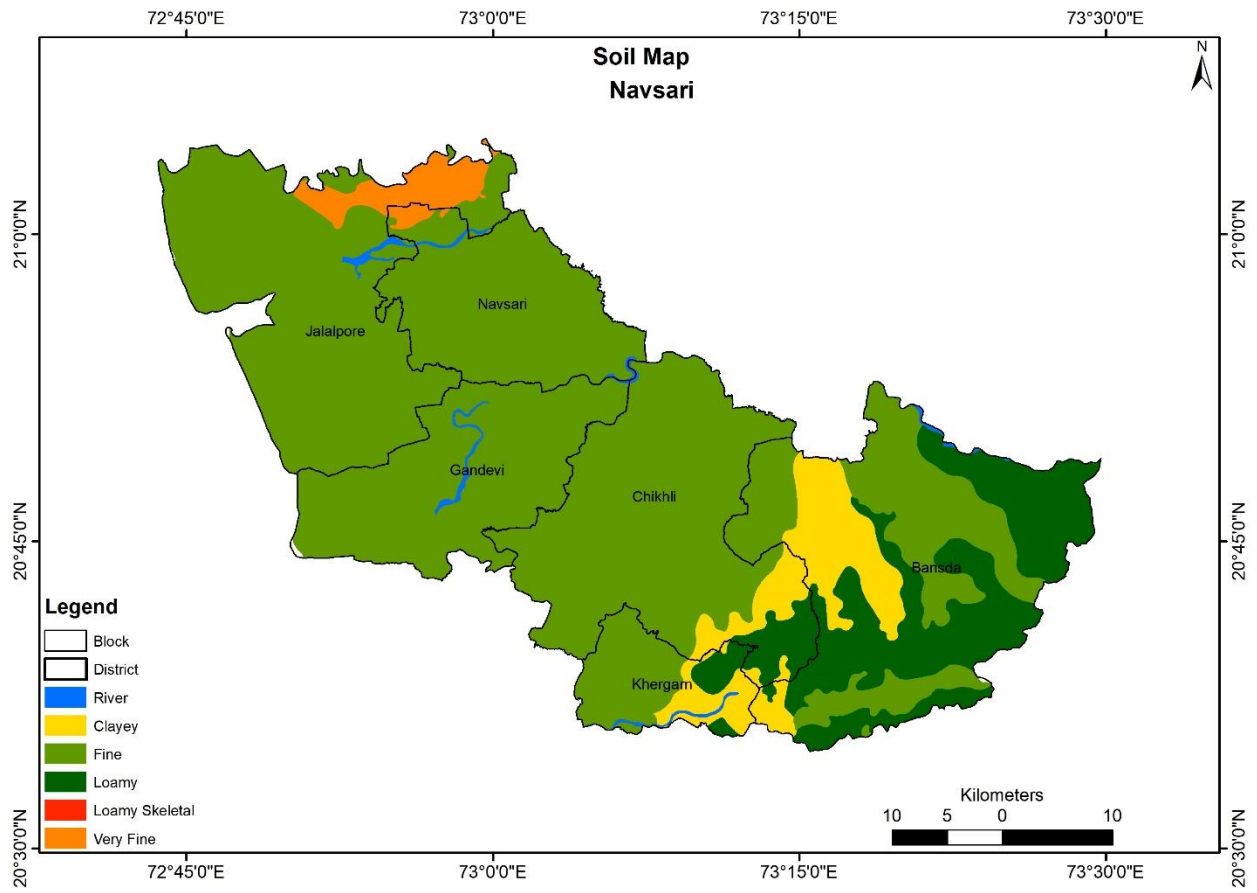 72°45'0"E 73°0'0"E 73°15'0"E 73°30'0"E
Soil Map
Navsari
N
21°0'0"N 21°0'0"N
Navsari
Jalalpore
Gandevi
Chikhli
20°45'0"N 20°45'0"N
Bansda
Khergam
Legend
Block
District
River
Clayey
Fine
Loamy
Loamy Skeletal
Very Fine
Kilometers
10 5 0 10
20°30'0"N 20°30'0"N
72°45'0"E 73°0'0"E 73°15'0"E 73°30'0"E